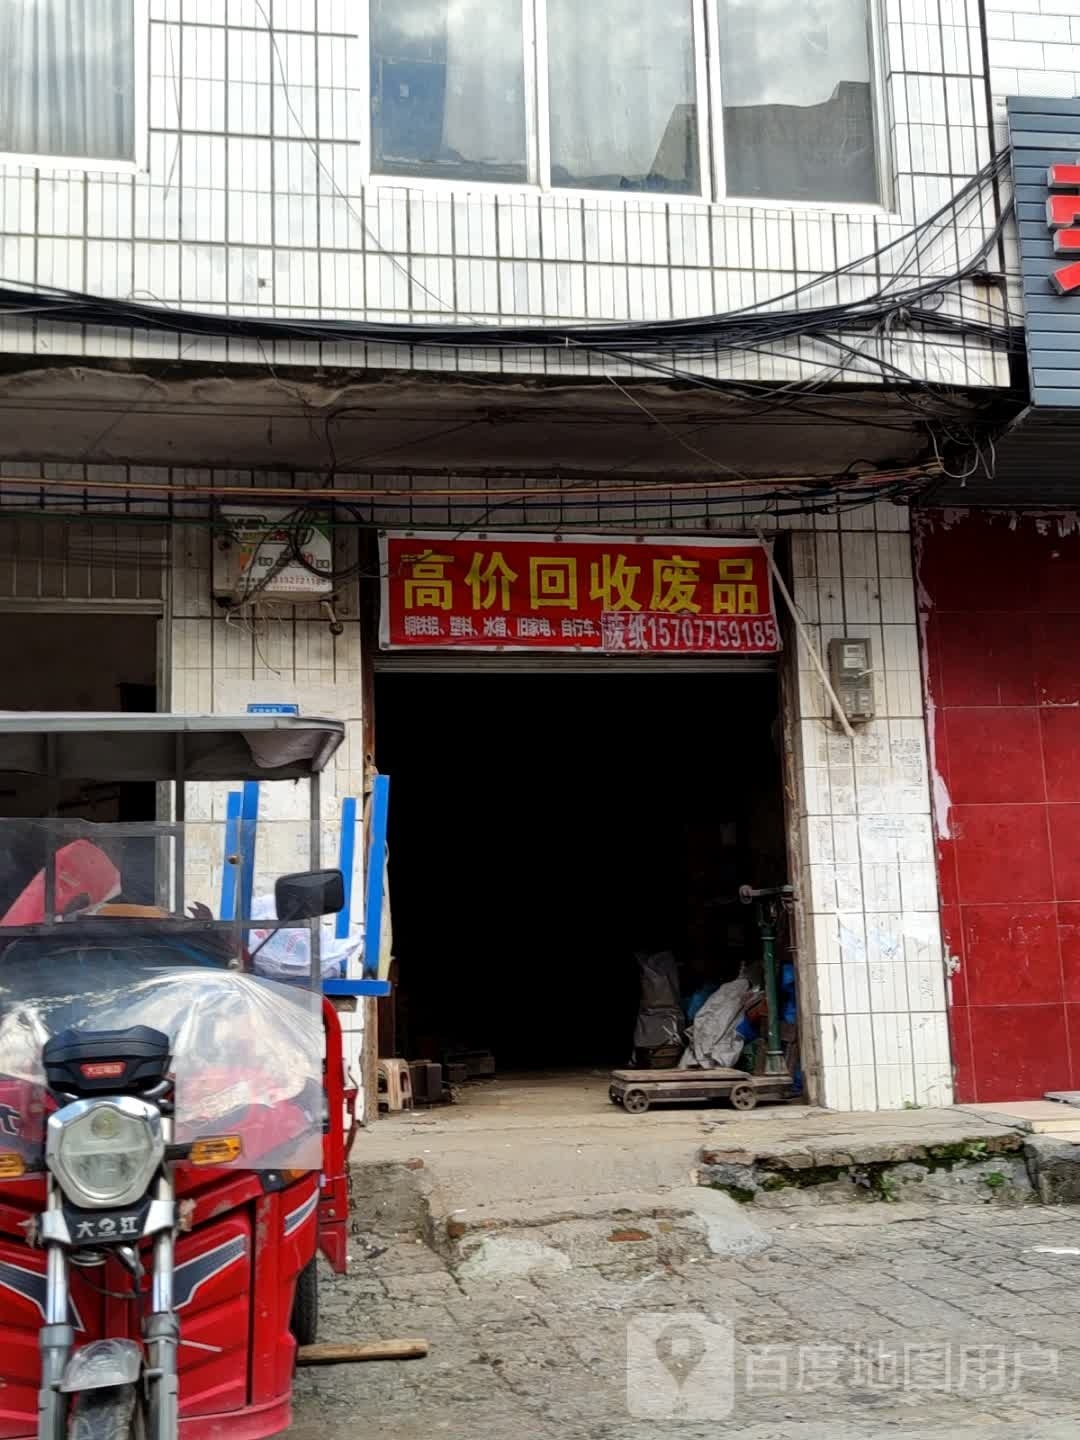 高价回收废品
铜铁铝、塑料、冰箱、旧家电、自行车、废纸15707759185
大江
百度地图用户